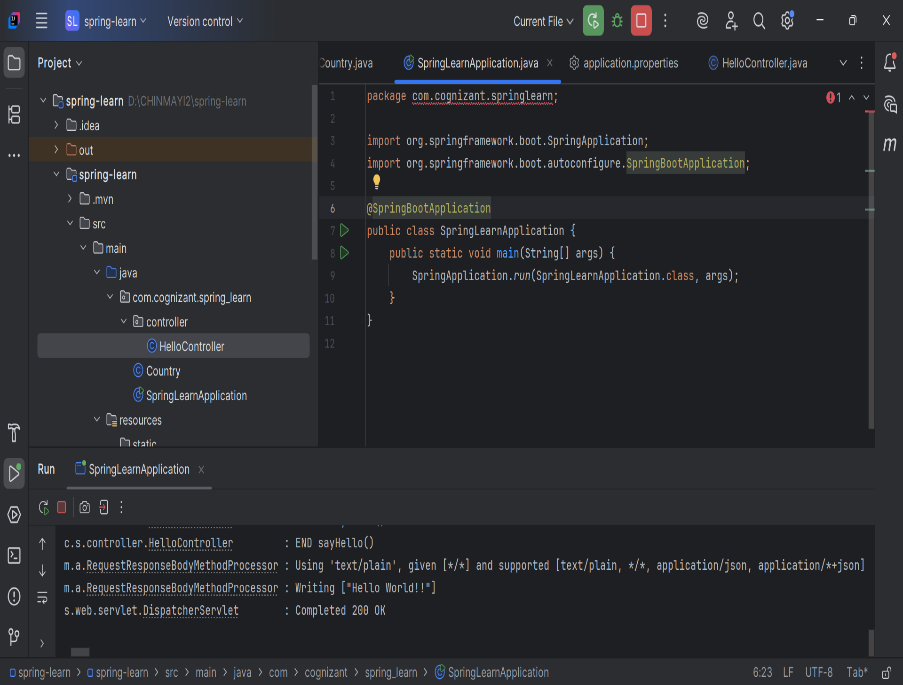 SL spring-learn Version control Current File
Project
Country.java SpringLearnApplication.java application.properties HelloController.java
spring-learn D:\CHINMAYI2\spring-learn
.idea
out
spring-learn
.mvn
src
main
java
com.cognizant.spring_learn
controller
HelloController
Country
SpringLearnApplication
resources
static
1 package com.cognizant.springlearn;
2
3 import org.springframework.boot.SpringApplication;
4 import org.springframework.boot.autoconfigure.SpringBootApplication;
5
6 @SpringBootApplication
7 public class SpringLearnApplication {
8 public static void main(String[] args) {
9 SpringApplication.run(SpringLearnApplication.class, args);
10 }
11 }
12
1
m
Run SpringLearnApplication
c.s.controller.HelloController : END sayHello()
m.a.RequestResponseBodyMethodProcessor : Using 'text/plain', given [*/*] and supported [text/plain, */*, application/json, application/*+json]
m.a.RequestResponseBodyMethodProcessor : Writing ["Hello World!!"]
s.web.servlet.DispatcherServlet : Completed 200 OK
spring-learn > spring-learn > src > main > java > com > cognizant > spring_learn > SpringLearnApplication 6:23 LF UTF-8 Tab*